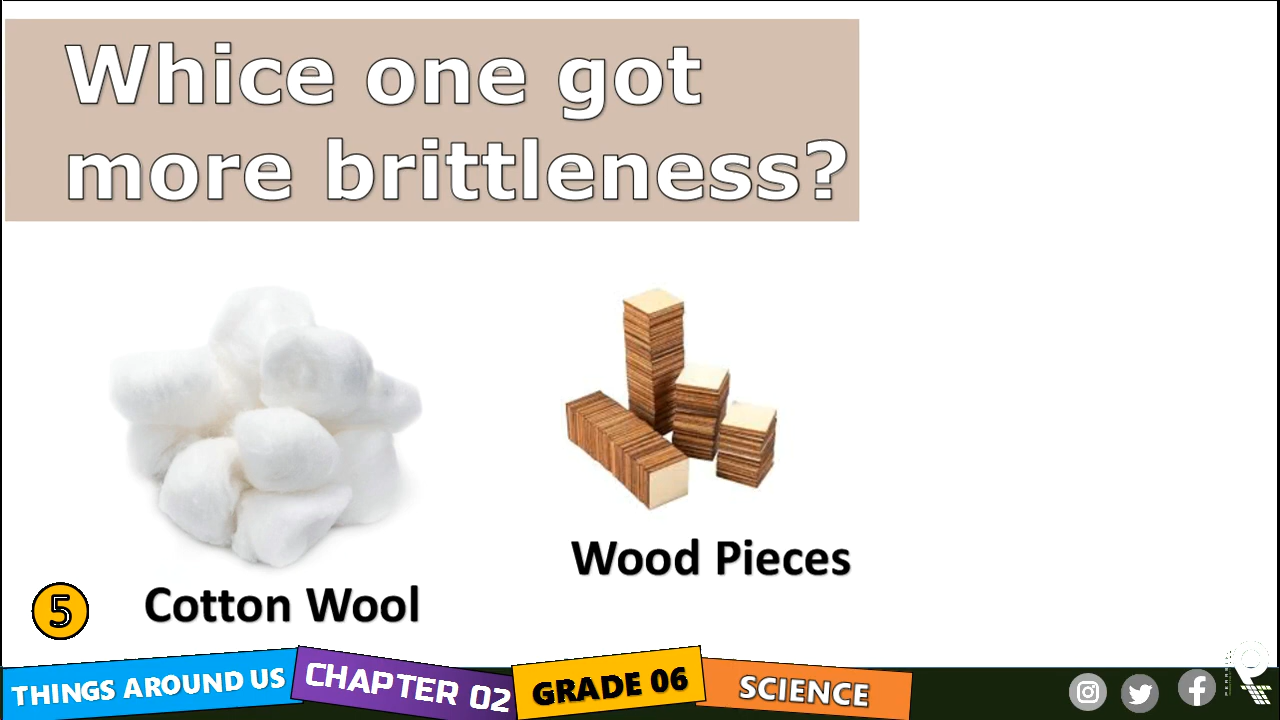 Whice one got
more brittleness?
Wood Pieces
Cotton Wool
5
THINGS AROUND US
CHAPTER 02
GRADE 06
SCIENCE